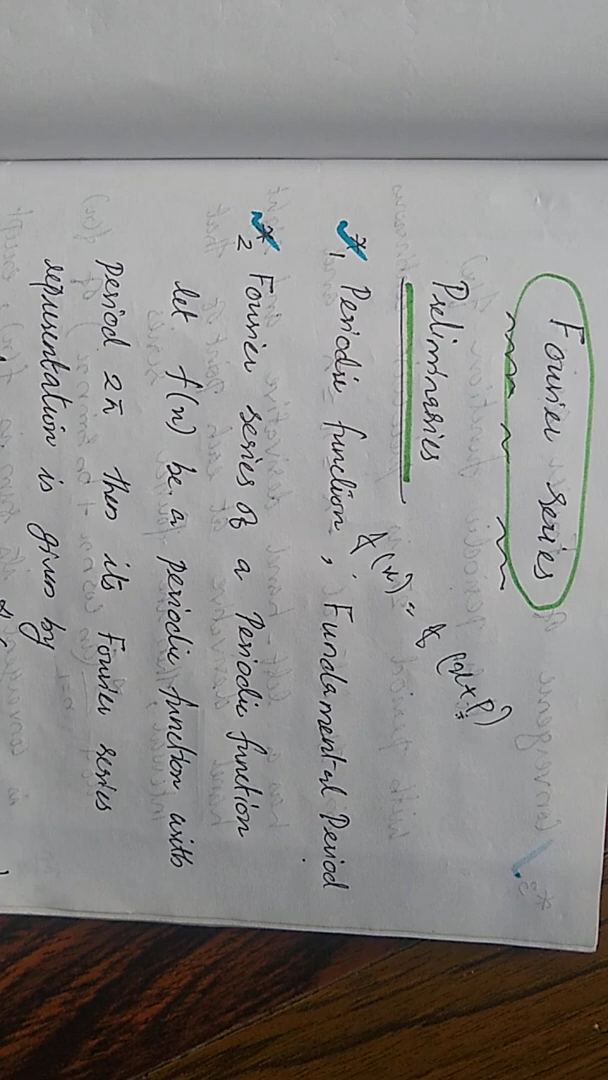 Fourier series
Preliminaries
*1 Periodic function, Fundamental Period
*2 Fourier series of a Periodic function
let f(x) be a periodic function with
period 2π then its Fourier series
representation is given by